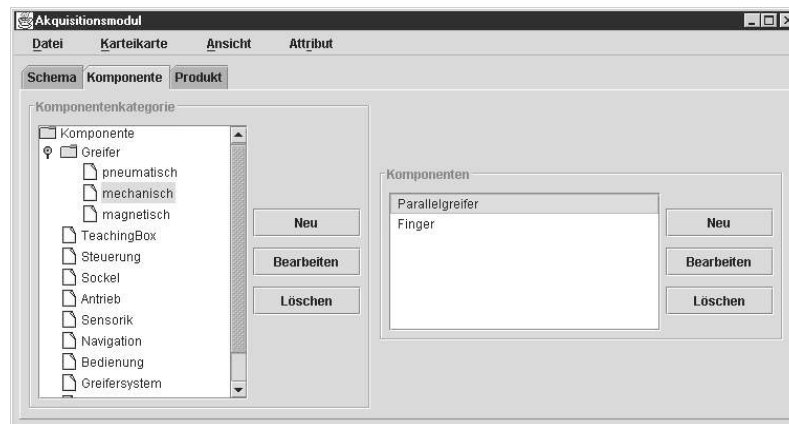 Akquisitionsmodul
Datei Karteikarte Ansicht Attribut
Schema Komponente Produkt
Komponentenkategorie
Komponente
Greifer
pneumatisch
mechanisch
magnetisch
TeachingBox
Steuerung
Sockel
Antrieb
Sensorik
Navigation
Bedienung
Greifersystem
Neu
Bearbeiten
Löschen
Komponenten
Parallelgreifer
Finger
Neu
Bearbeiten
Löschen